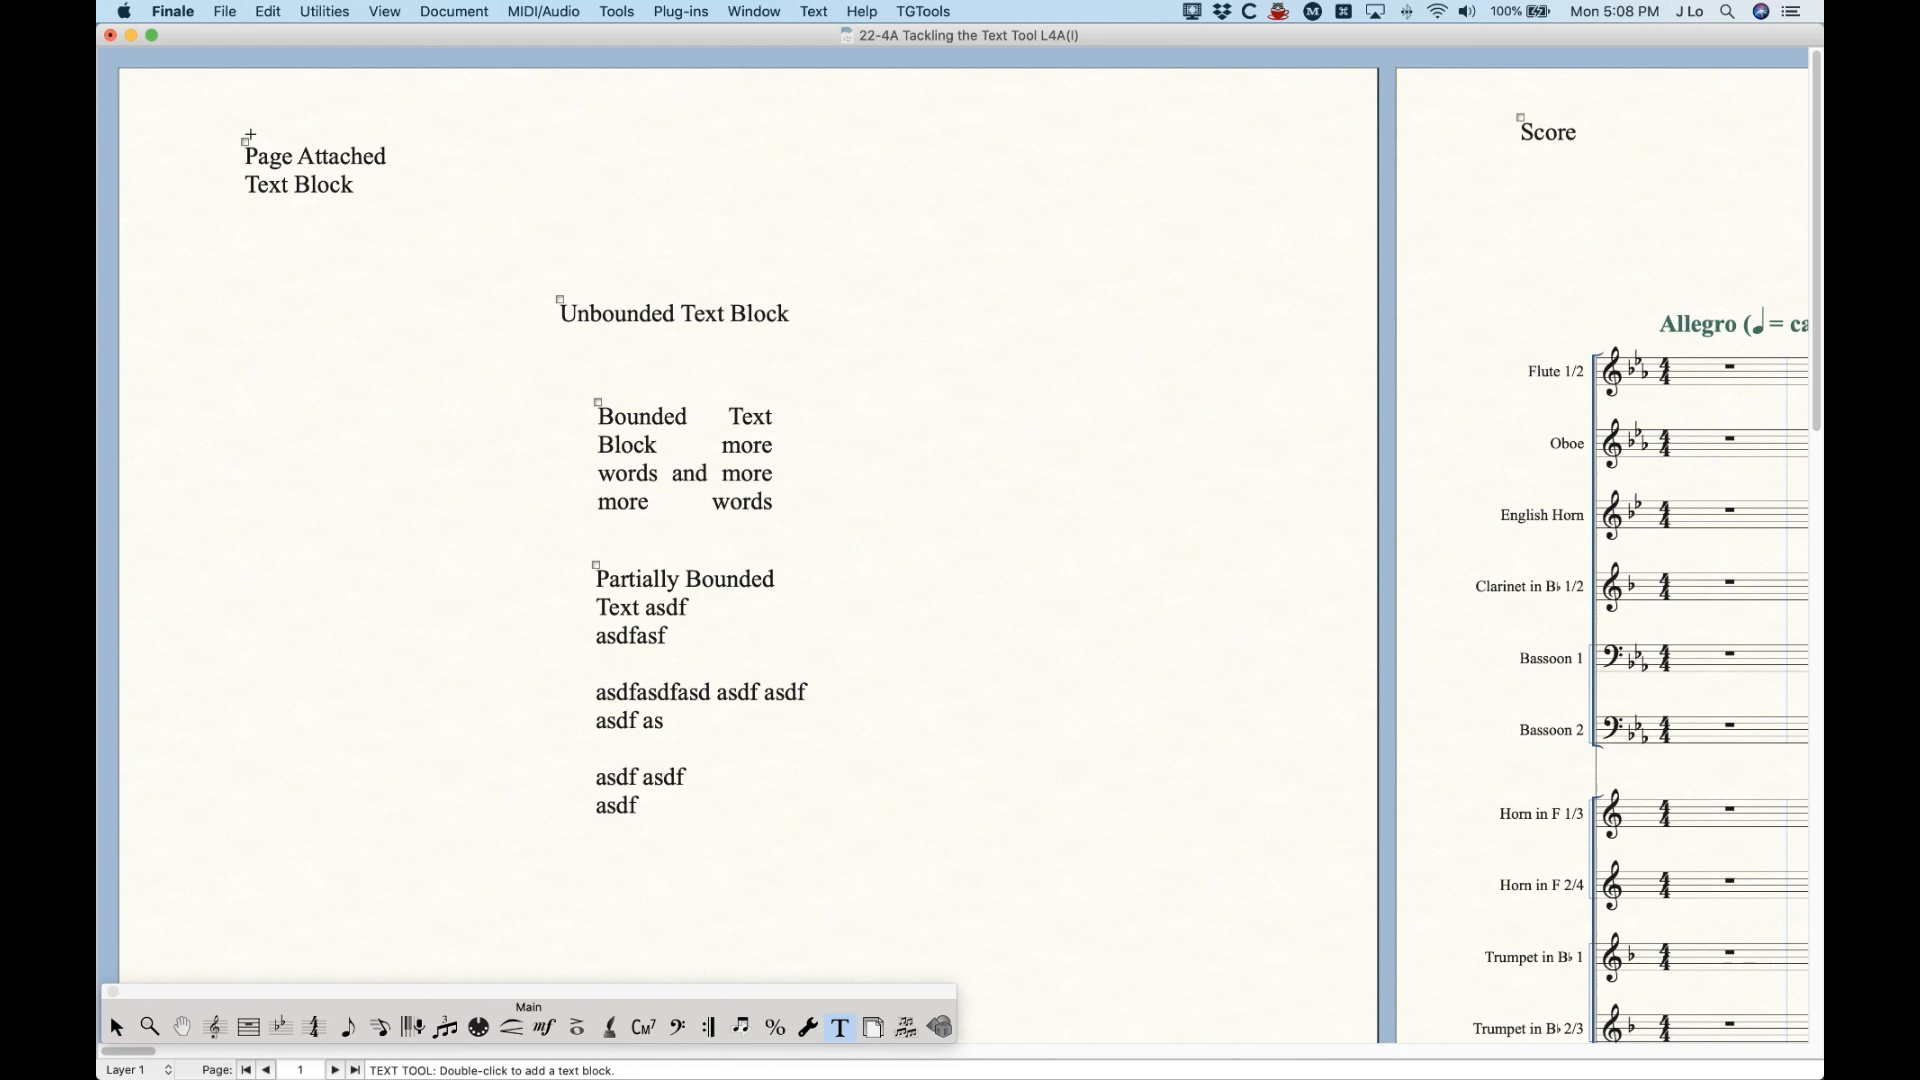 Finale File Edit Utilities View Document MIDI/Audio Tools Plug-ins Window Text Help TGTools 100% Mon 5:08 PM J Lo
22-4A Tackling the Text Tool L4A(I)
Page Attached
Text Block
Unbounded Text Block
Bounded Text
Block more
words and more
more words
Partially Bounded
Text asdf
asdfasf
asdfasdfasd asdf asdf
asdf as
asdf asdf
asdf
Score
Allegro (♩ = ca
Flute 1/2
Oboe
English Horn
Clarinet in B♭ 1/2
Bassoon 1
Bassoon 2
Horn in F 1/3
Horn in F 2/4
Trumpet in B♭ 1
Trumpet in B♭ 2/3
Main
mf CM7 % T
Layer 1 Page: 1 TEXT TOOL: Double-click to add a text block.